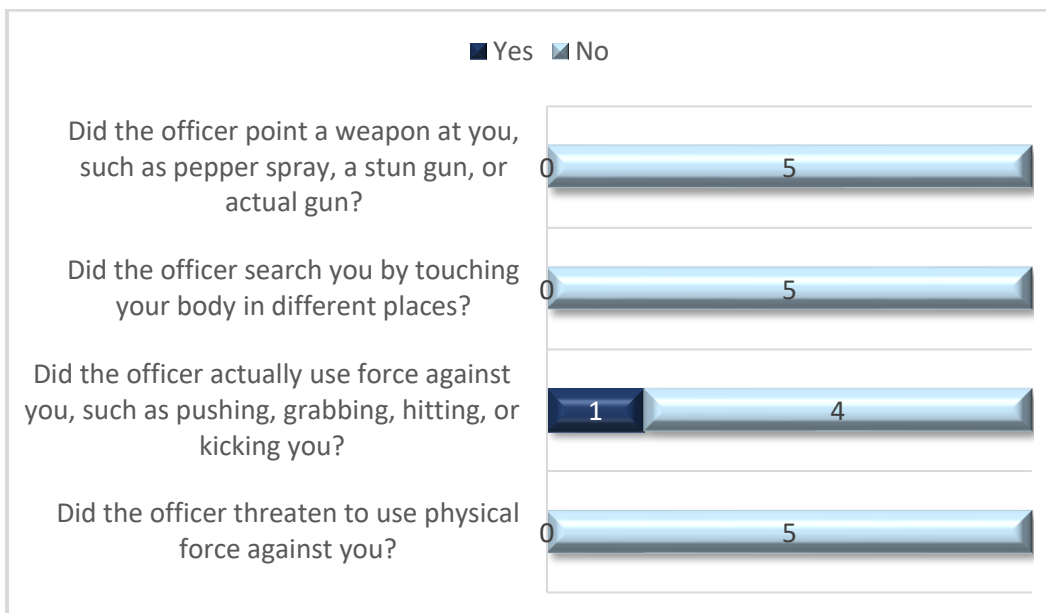 Yes No
Did the officer point a weapon at you,
such as pepper spray, a stun gun, or
actual gun?
0 5
Did the officer search you by touching
your body in different places?
0 5
Did the officer actually use force against
you, such as pushing, grabbing, hitting, or
kicking you?
1 4
Did the officer threaten to use physical
force against you?
0 5